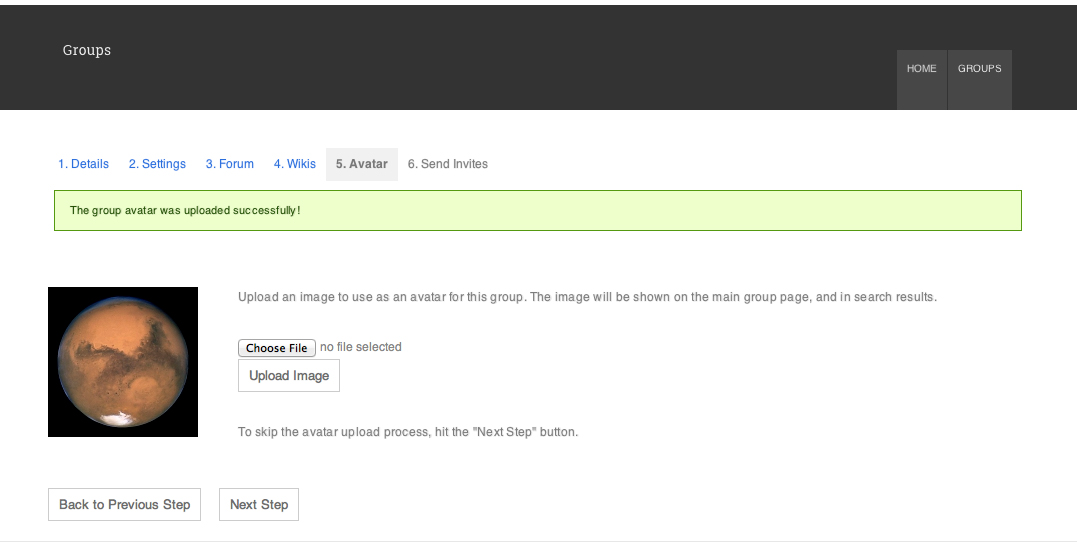 Groups
HOME GROUPS
1. Details 2. Settings 3. Forum 4. Wikis 5. Avatar 6. Send Invites
The group avatar was uploaded successfully!
Upload an image to use as an avatar for this group. The image will be shown on the main group page, and in search results.
Choose File no file selected
Upload Image
To skip the avatar upload process, hit the "Next Step" button.
Back to Previous Step Next Step